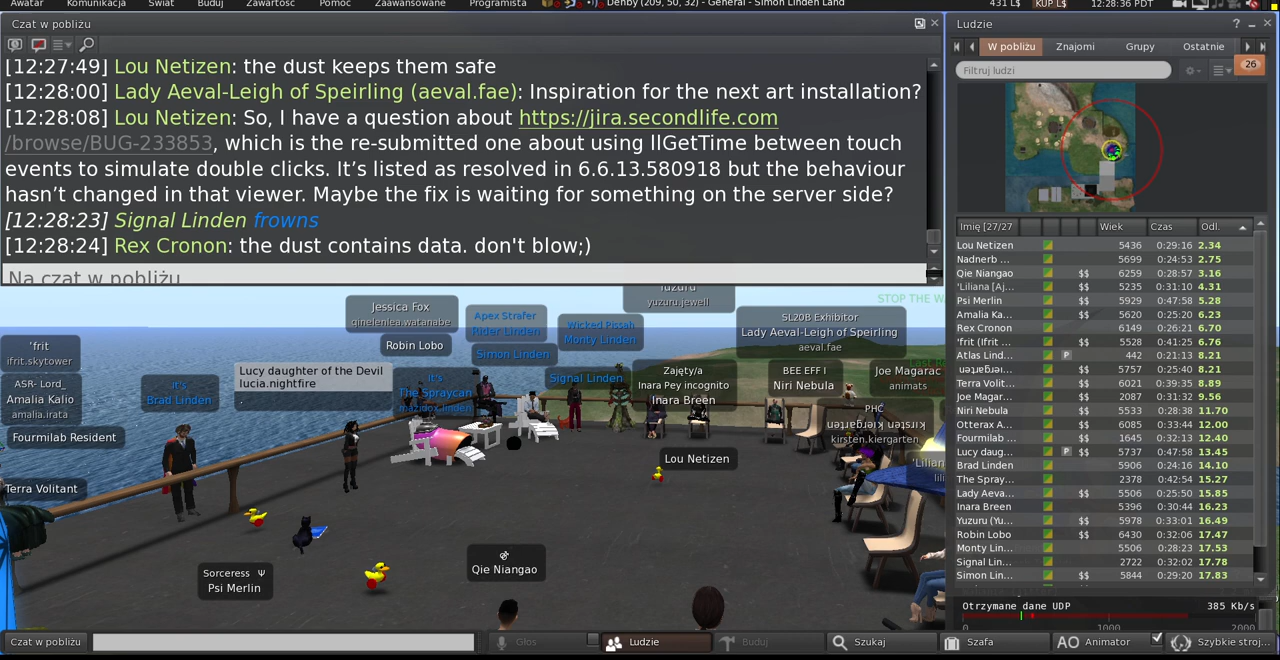 Awatar Komunikacja Świat Buduj Zawartość Pomoc Zaawansowane Programista Denby (209, 50, 32) - General - Simon Linden Land 431 L$ KUP L$ 12:28:36 PDT
Czat w pobliżu
[12:27:49] Lou Netizen: the dust keeps them safe
[12:28:00] Lady Aeval-Leigh of Speirling (aeval.fae): Inspiration for the next art installation?
[12:28:08] Lou Netizen: So, I have a question about https://jira.secondlife.com
/browse/BUG-233853, which is the re-submitted one about using llGetTime between touch
events to simulate double clicks. It’s listed as resolved in 6.6.13.580918 but the behaviour
hasn’t changed in that viewer. Maybe the fix is waiting for something on the server side?
[12:28:23] Signal Linden frowns
[12:28:24] Rex Cronon: the dust contains data. don't blow;)
Na czat w pobliżu
STOP THE WA
Yuzuru
yuzuru.jewell
Jessica Fox
qinelenlea.watanabe
Apex Strafer
Rider Linden
Wicked Pissah
Monty Linden
SL20B Exhibitor
Lady Aeval-Leigh of Speirling
aeval.fae
'frit
ifrit.skytower
Robin Lobo
Simon Linden
Lucy daughter of the Devil
lucia.nightfire
.
ASR- Lord_
Amalia Kalio
amalia.irata
It's
Brad Linden
It's
The Spraycan
mazidox.linden
Signal Linden
Zajęty/a
Inara Pey incognito
Inara Breen
BEE EFF I
Niri Nebula
Joe Magarac
animats
PHC
kirsten.kiergarten
Fourmilab Resident
Lou Netizen
'Lilian
lili
Terra Volitant
Qie Niangao
Sorceress Ψ
Psi Merlin
Ludzie
W pobliżu Znajomi Grupy Ostatnie
Filtruj ludzi
26
Imię [27/27 Wiek Czas Odl.
Lou Netizen 5436 0:29:16 2.34
Nadnerb ... 5699 0:24:53 2.75
Qie Niangao $$ 6259 0:28:57 3.16
'Liliana [Aj... $$ 5235 0:31:10 4.31
Psi Merlin $$ 5929 0:47:58 5.28
Amalia Ka... $$ 5620 0:25:20 6.23
Rex Cronon 6149 0:26:21 6.70
'frit (Ifrit ... $$ 5528 0:41:25 6.76
Atlas Lind... P 442 0:21:13 8.21
$$ 5757 0:25:40 8.21
Terra Volit... $$ 6021 0:39:35 8.89
Joe Magar... $$ 2087 0:31:32 9.56
Niri Nebula $$ 5533 0:28:38 11.70
Otterax A... $$ 6085 0:33:44 12.00
Fourmilab ... $$ 1645 0:32:13 12.40
Lucy daug... P $$ 5737 0:47:58 13.45
Brad Linden 5906 0:24:16 14.10
The Spray... 2378 0:42:54 15.27
Lady Aeva... $$ 5506 0:25:50 15.85
Inara Breen 5396 0:30:44 16.23
Yuzuru (Yu... $$ 5978 0:33:01 16.49
Robin Lobo $$ 6430 0:32:06 17.47
Monty Lin... 5506 0:28:23 17.53
Signal Lin... 2722 0:32:02 17.78
Simon Lin... $$ 5844 0:29:20 17.83
Otrzymane dane UDP 385 Kb/s
0 1000 2000
Czat w pobliżu Głos Ludzie Buduj Szukaj Szafa AO Animator Szybkie stroj...